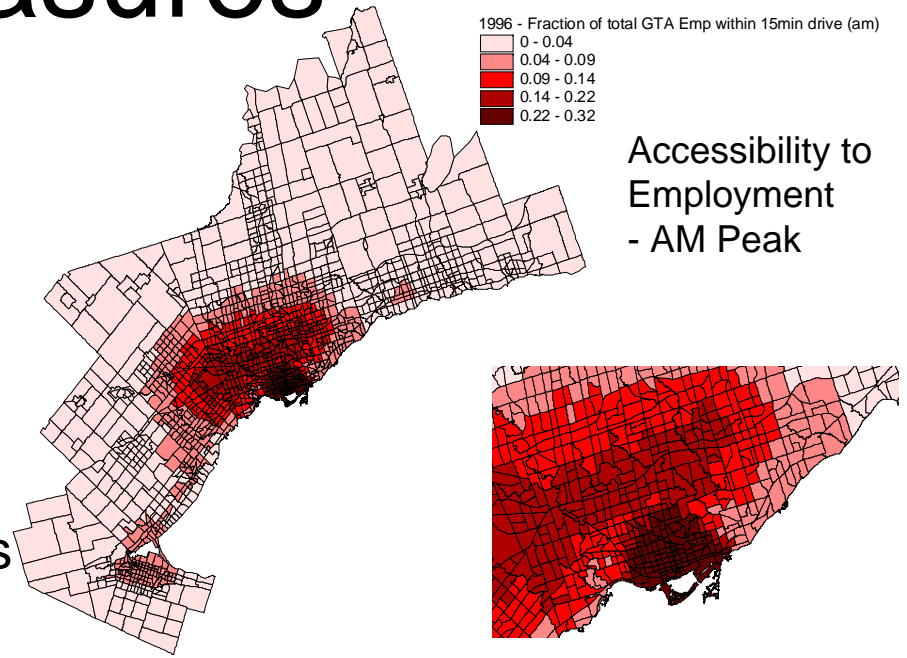 1996 - Fraction of total GTA Emp within 15min drive (am)
0 - 0.04
0.04 - 0.09
0.09 - 0.14
0.14 - 0.22
0.22 - 0.32
Accessibility to
Employment
- AM Peak